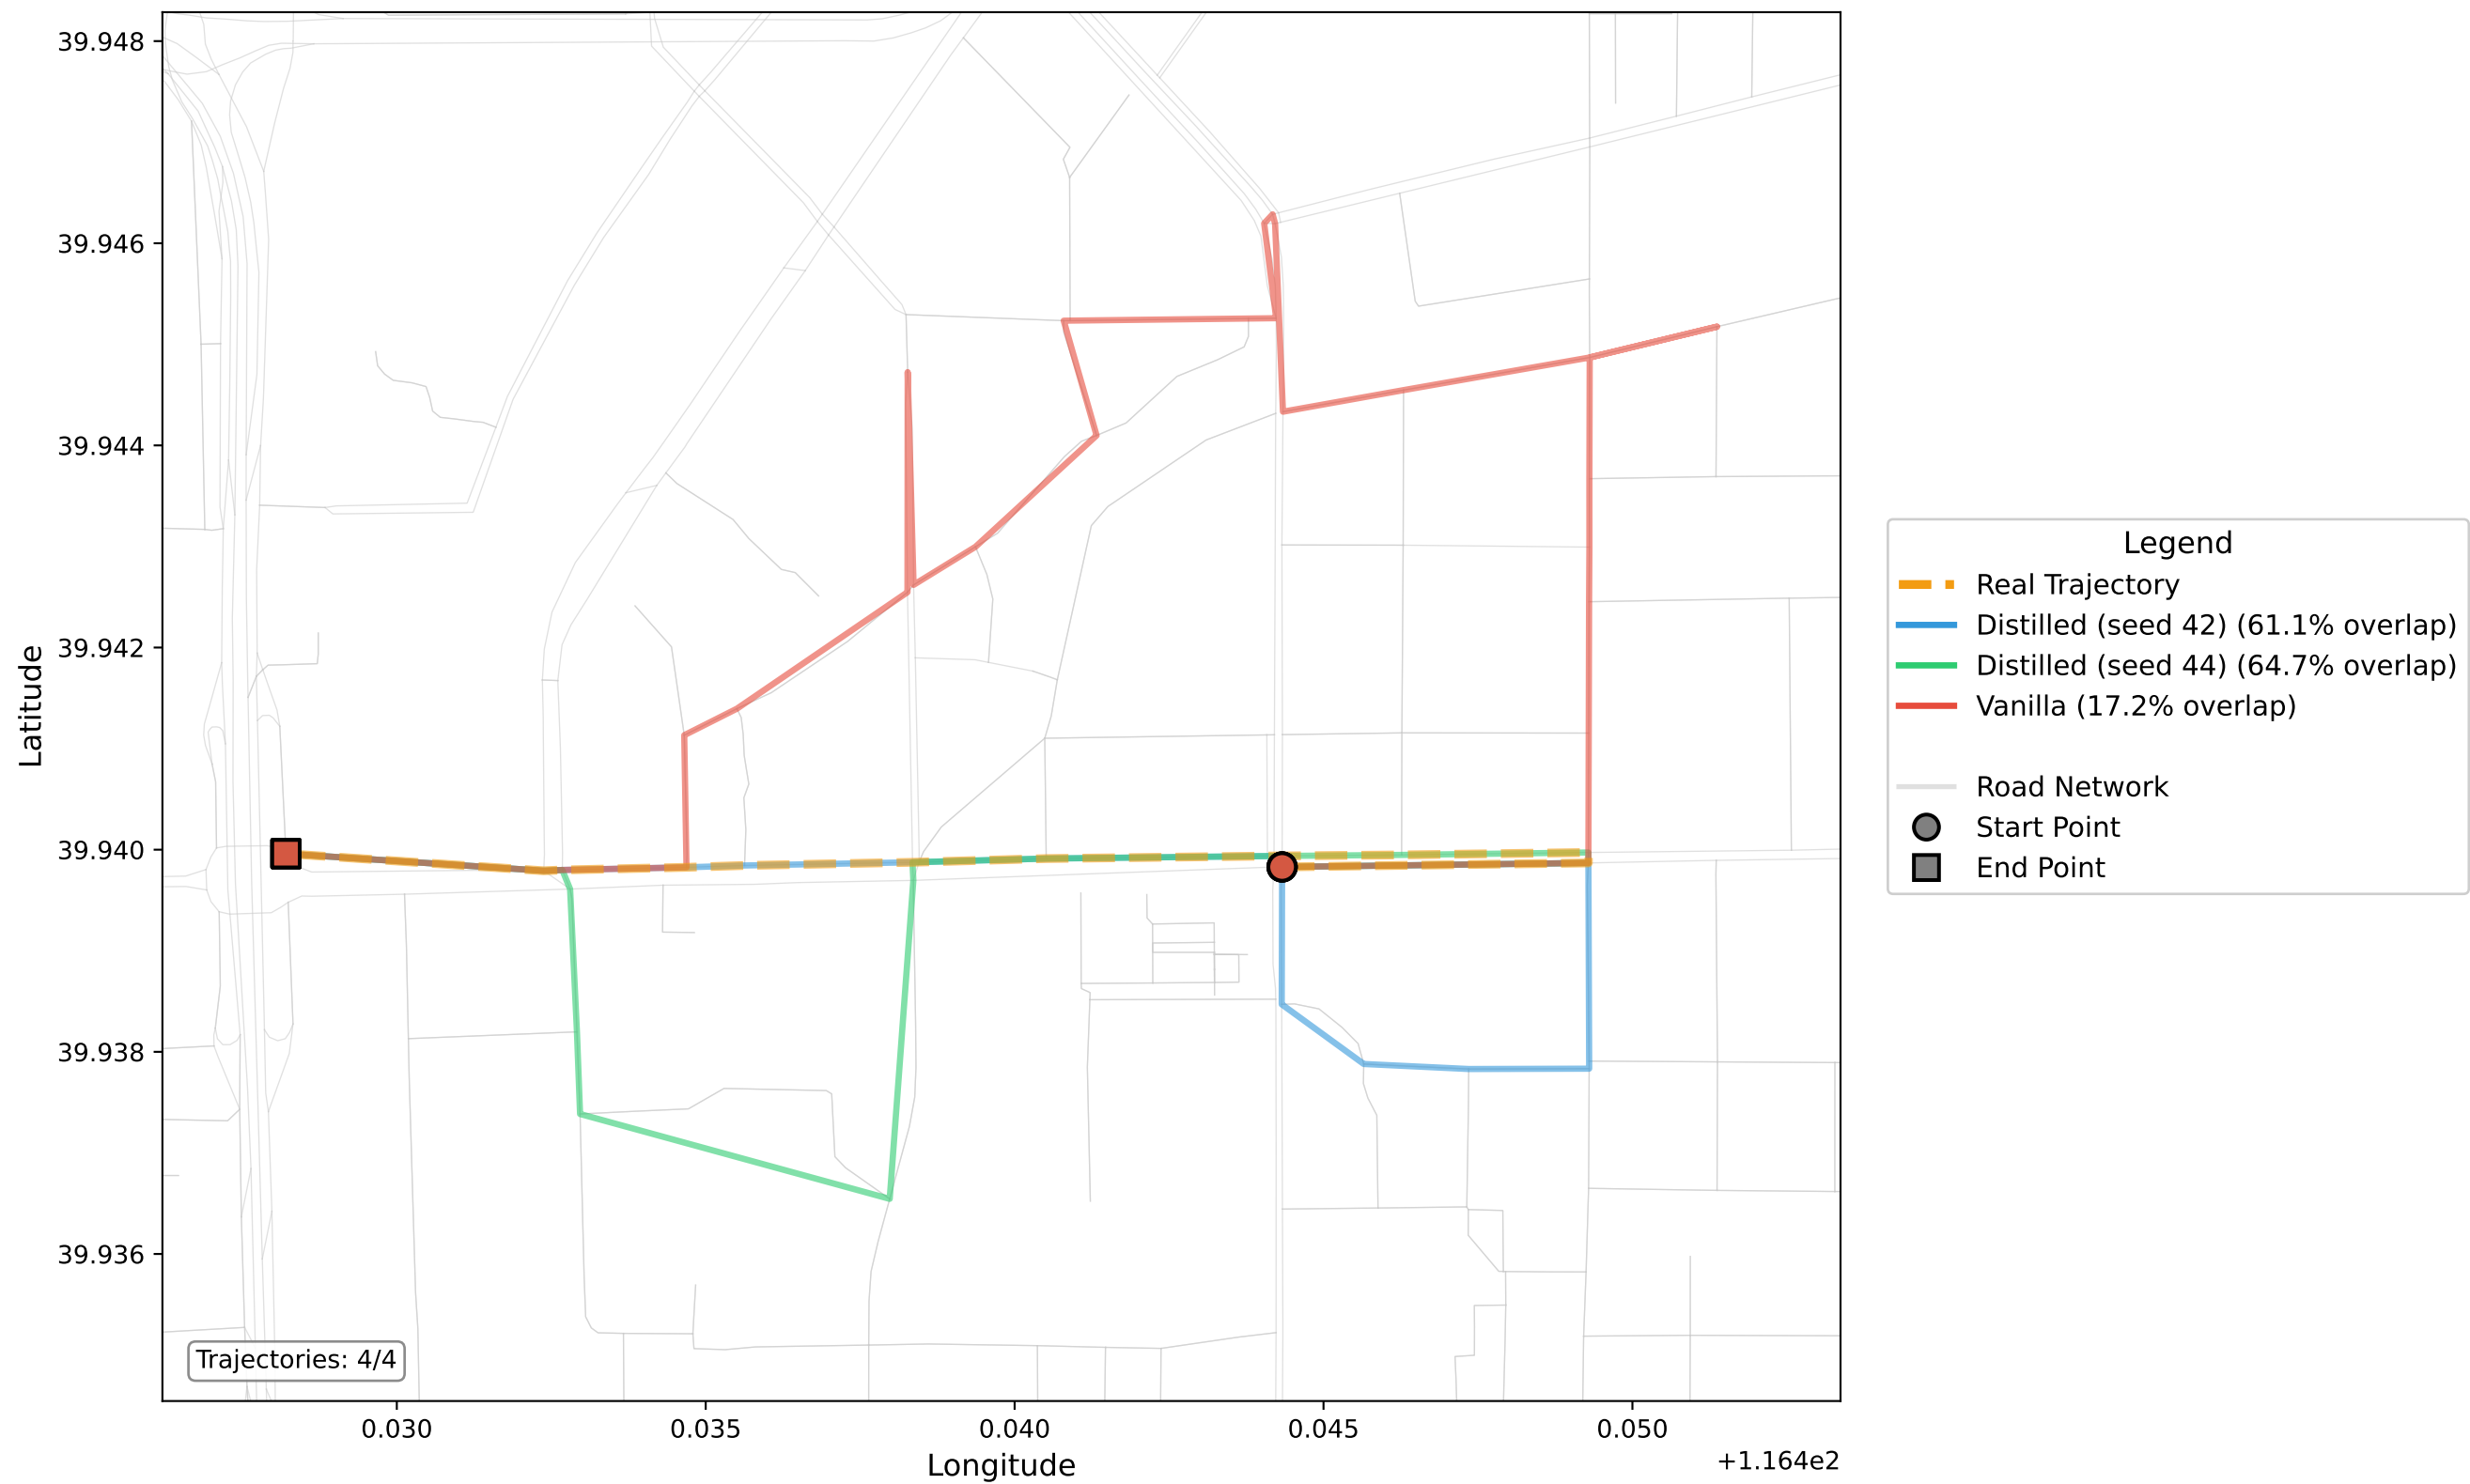 39.948
39.946
39.944
39.942
39.940
39.938
39.936
Latitude
0.030
0.035
0.040
0.045
0.050
Longitude
+1.164e2
Trajectories: 4/4
Legend
Real Trajectory
Distilled (seed 42) (61.1% overlap)
Distilled (seed 44) (64.7% overlap)
Vanilla (17.2% overlap)
Road Network
Start Point
End Point